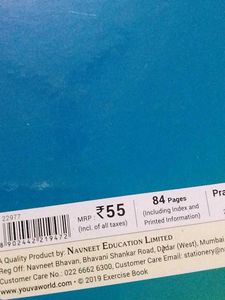 22977
8902442219472
MRP : ₹55
(Incl. of all taxes)
84 Pages
(Including Index and
Printed Information)
Pra
A Quality Product by: NAVNEET EDUCATION LIMITED
Reg Off: Navneet Bhavan, Bhavani Shankar Road, Dadar (West), Mumbai
Customer Care No.: 022 6662 6300, Customer Care Email: stationery@n
www.youvaworld.com | © 2019 Exercise Book